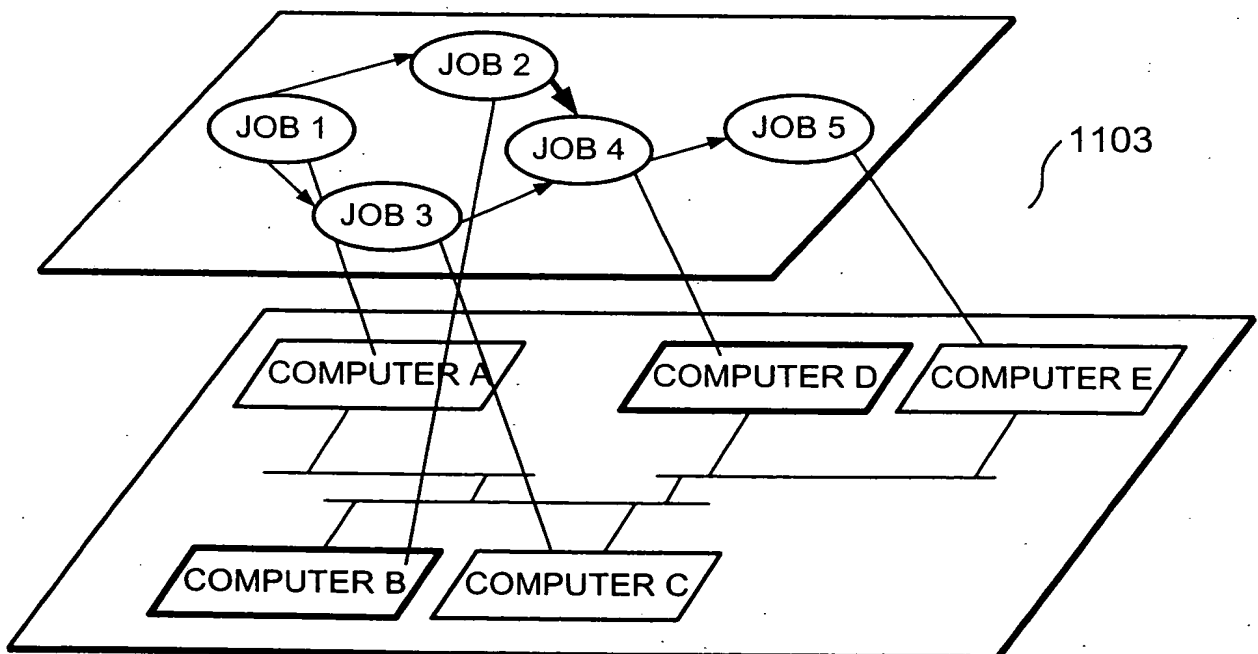 JOB 2
JOB 1
JOB 4
JOB 5
1103
JOB 3
COMPUTER A
COMPUTER D
COMPUTER E
COMPUTER B
COMPUTER C